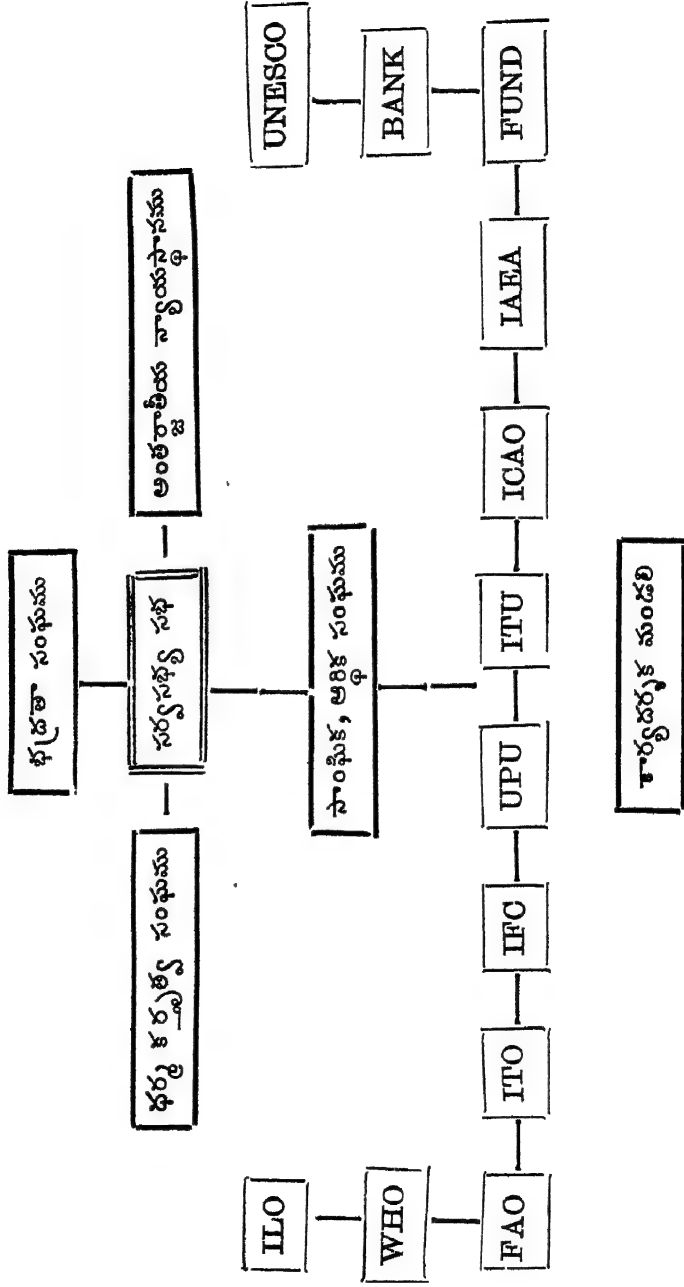 భద్రతా సంఘము
ధర్మ కర్తృత్వ సంఘము
సర్వసభ్య సభ
అంతర్జాతీయ న్యాయస్థానము
సాంఘిక, ఆర్థిక సంఘము
ILO
UNESCO
WHO
BANK
FAO
ITO
IFC
UPU
ITU
ICAO
IAEA
FUND
కార్యదర్శిక మండలి